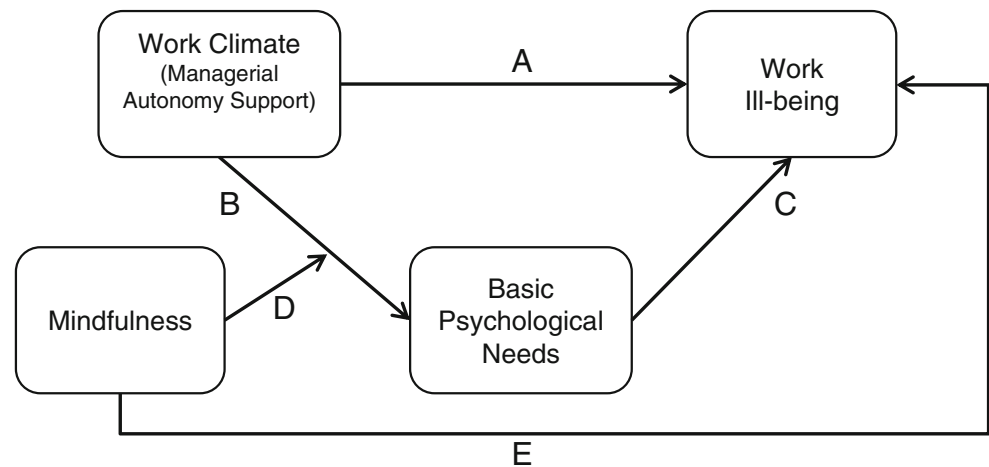 Work Climate
(Managerial
Autonomy Support)
A
Work
Ill-being
B
C
Mindfulness
D
Basic
Psychological
Needs
E